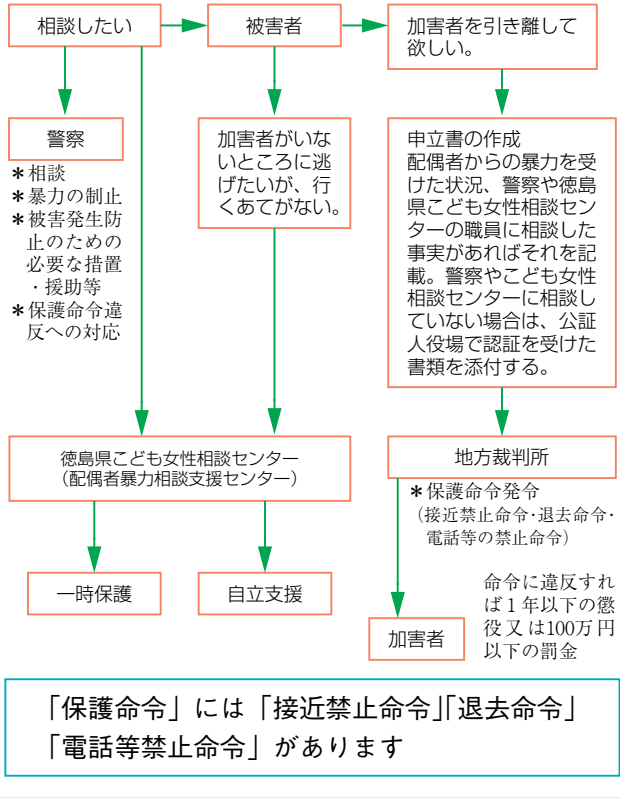 相談したい
被害者
加害者を引き離して
欲しい。
警察
＊相談
＊暴力の制止
＊被害発生防
止のための
必要な措置
・援助等
＊保護命令違
反への対応
加害者がいな
いところに逃
げたいが、行
くあてがない。
申立書の作成
配偶者からの暴力を受
けた状況、警察や徳島
県こども女性相談セン
ターの職員に相談した
事実があればそれを記
載。警察やこども女性
相談センターに相談し
ていない場合は、公証
人役場で認証を受けた
書類を添付する。
徳島県こども女性相談センター
（配偶者暴力相談支援センター）
地方裁判所
＊保護命令発令
（接近禁止命令・退去命令・
電話等の禁止命令）
一時保護
自立支援
加害者
命令に違反すれ
ば１年以下の懲
役又は100万円
以下の罰金
「保護命令」には「接近禁止命令」「退去命令」
「電話等禁止命令」があります